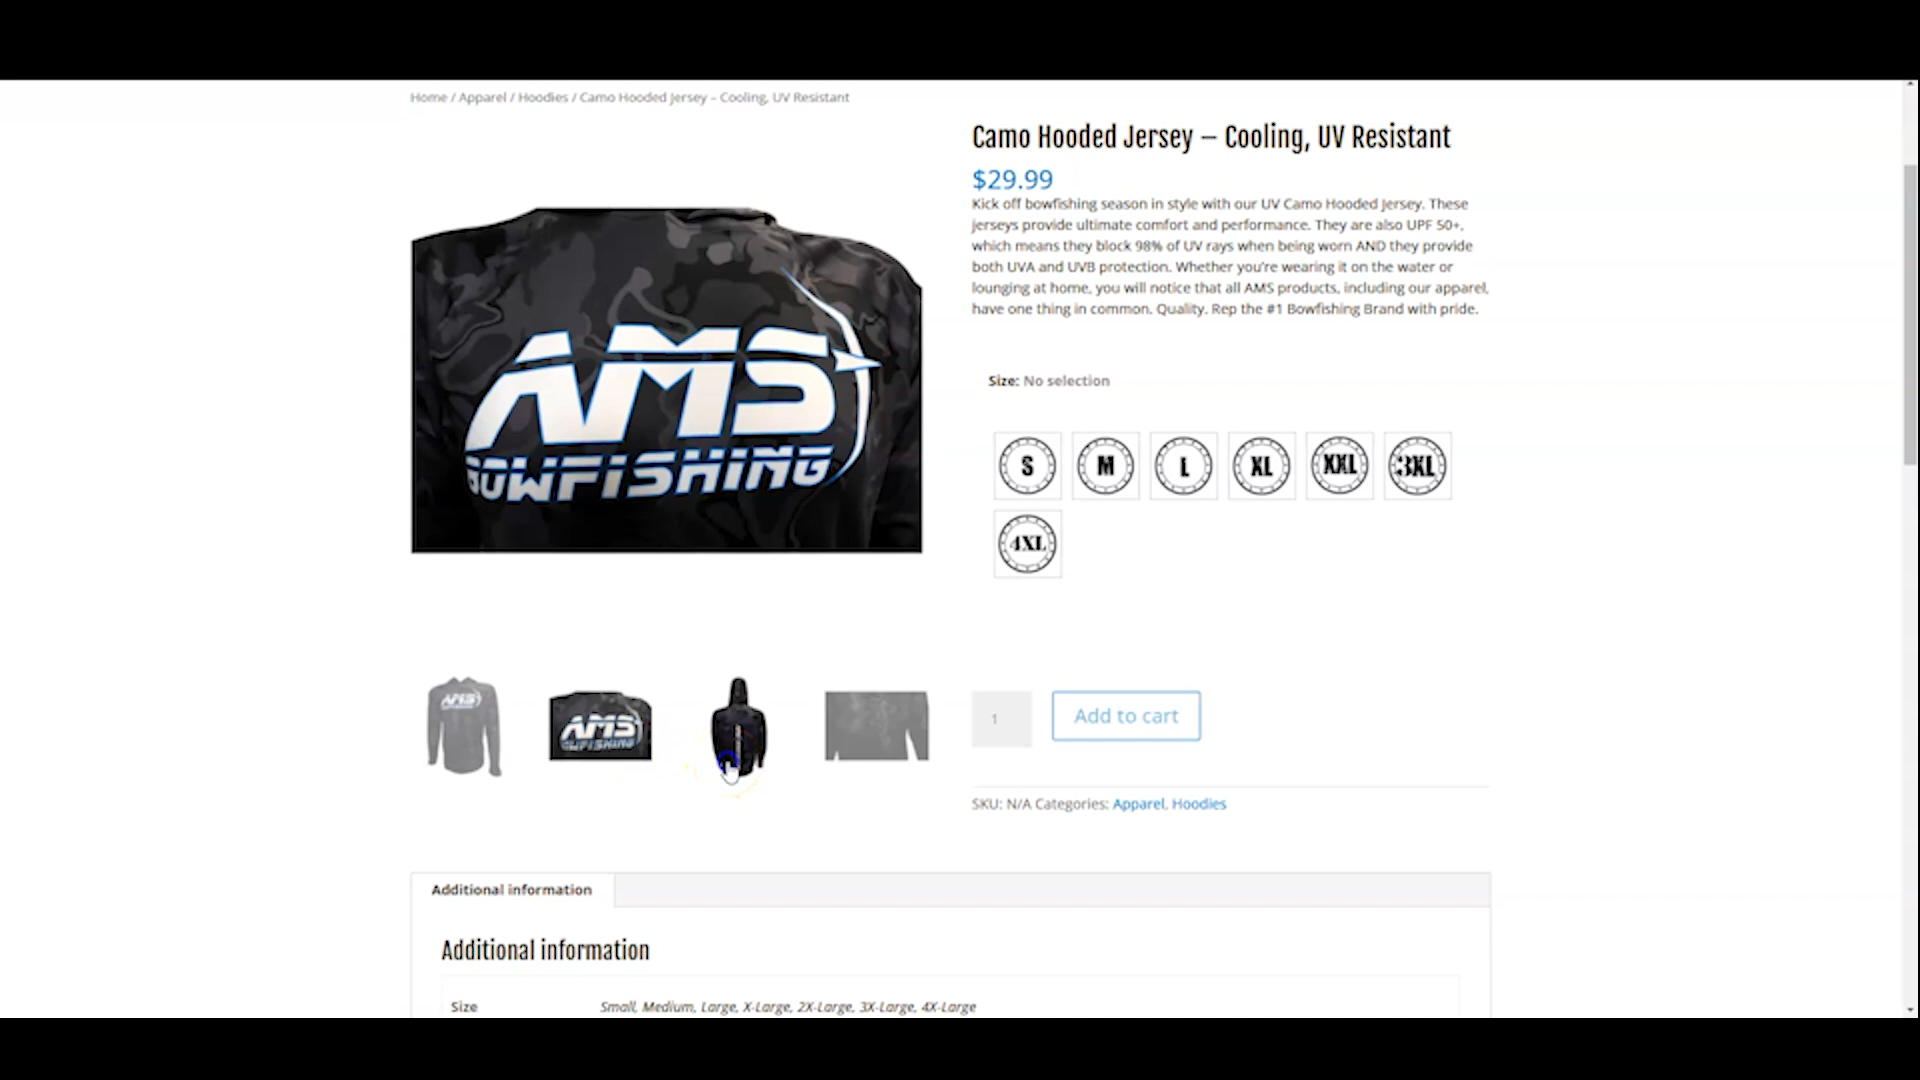 Home / Apparel / Hoodies / Camo Hooded Jersey – Cooling, UV Resistant
Camo Hooded Jersey – Cooling, UV Resistant
$29.99
Kick off bowfishing season in style with our UV Camo Hooded Jersey. These
jerseys provide ultimate comfort and performance. They are also UPF 50+,
which means they block 98% of UV rays when being worn AND they provide
both UVA and UVB protection. Whether you're wearing it on the water or
lounging at home, you will notice that all AMS products, including our apparel,
have one thing in common. Quality. Rep the #1 Bowfishing Brand with pride.
AMS
BOWFISHING
Size: No selection
S M L XL XXL 3XL
4XL
AMS
AMS
BOWFISHING
1
Add to cart
SKU: N/A Categories: Apparel, Hoodies
Additional information
Additional information
Size Small, Medium, Large, X-Large, 2X-Large, 3X-Large, 4X-Large